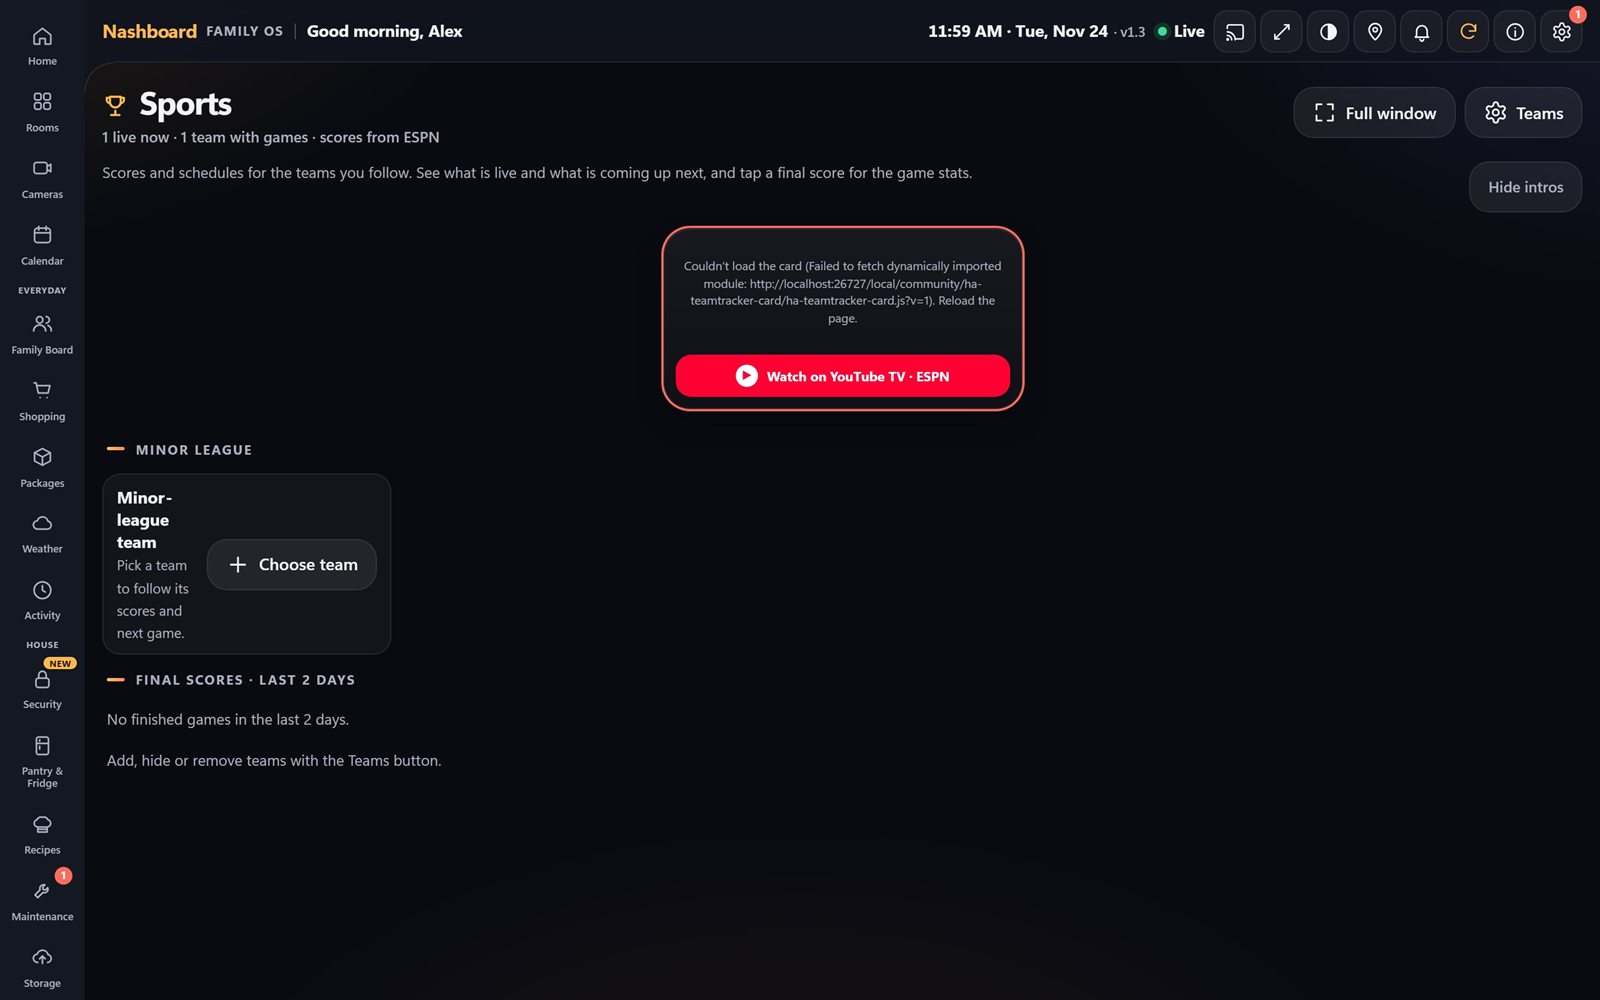 Nashboard FAMILY OS | Good morning, Alex
11:59 AM · Tue, Nov 24 · v1.3 Live
1
Home
Rooms
Cameras
Calendar
EVERYDAY
Family Board
Shopping
Packages
Weather
Activity
HOUSE
NEW
Security
Pantry &
Fridge
Recipes
1
Maintenance
Storage
Sports
1 live now · 1 team with games · scores from ESPN
Full window
Teams
Scores and schedules for the teams you follow. See what is live and what is coming up next, and tap a final score for the game stats.
Hide intros
Couldn't load the card (Failed to fetch dynamically imported
module: http://localhost:26727/local/community/ha-
teamtracker-card/ha-teamtracker-card.js?v=1). Reload the
page.
Watch on YouTube TV · ESPN
MINOR LEAGUE
Minor-
league
team
Pick a team
to follow its
scores and
next game.
Choose team
FINAL SCORES · LAST 2 DAYS
No finished games in the last 2 days.
Add, hide or remove teams with the Teams button.